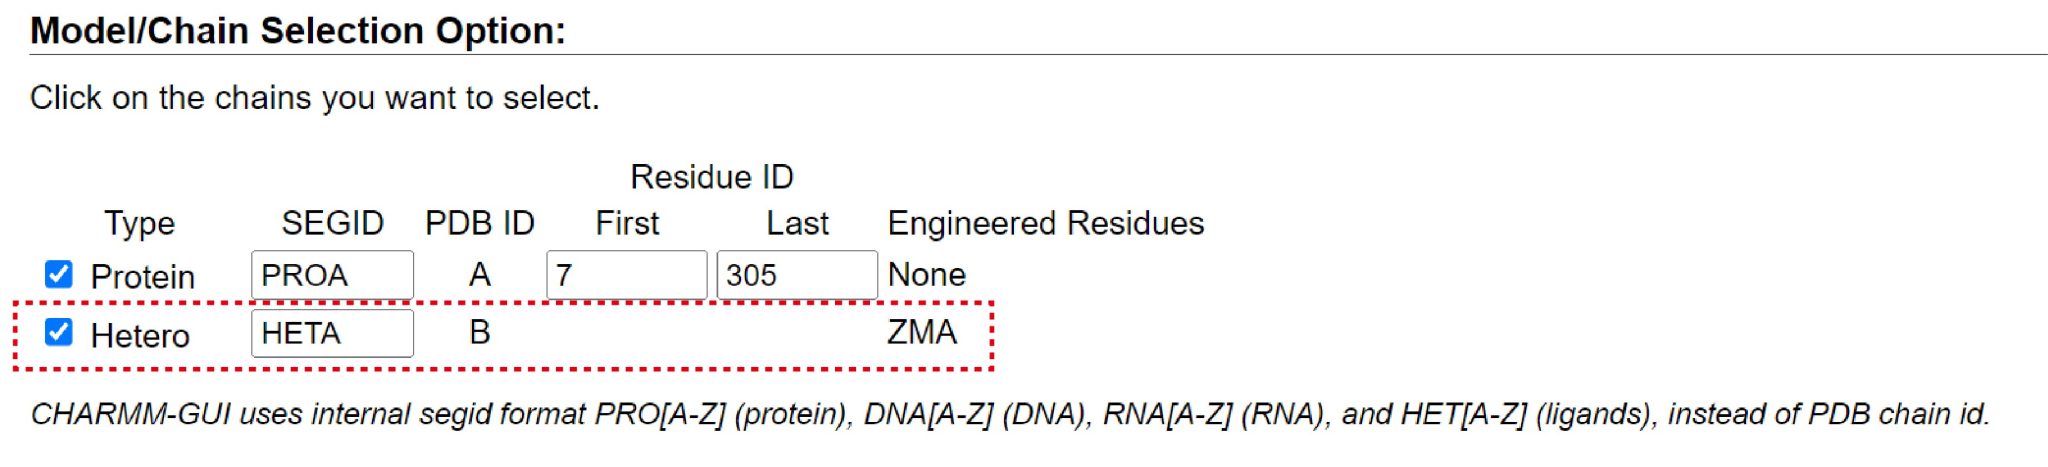 Model/Chain Selection Option:
Click on the chains you want to select.
Residue ID
Type SEGID PDB ID First Last Engineered Residues
Protein PROA A 7 305 None
Hetero HETA B ZMA
CHARMM-GUI uses internal segid format PRO[A-Z] (protein), DNA[A-Z] (DNA), RNA[A-Z] (RNA), and HET[A-Z] (ligands), instead of PDB chain id.